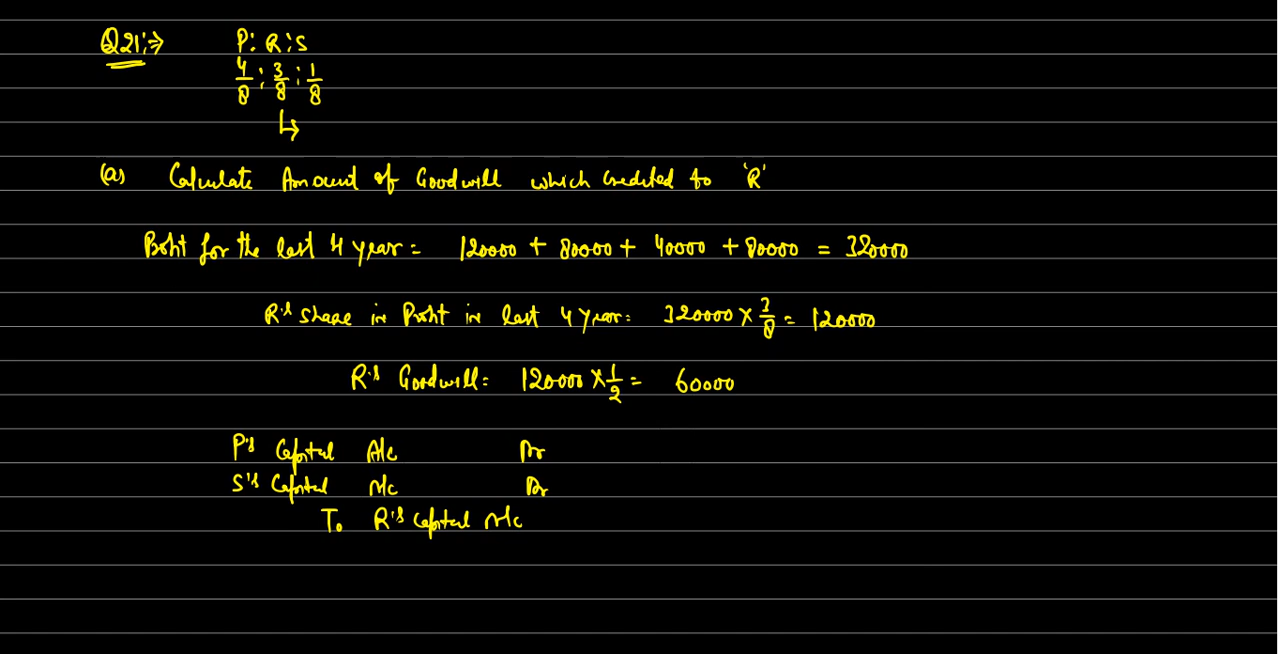 Q21:⇒ P: R: S
4/8 : 3/8 : 1/8
(a) Calculate Amount of Goodwill which credited to 'R'
Profit for the last 4 year = 120000 + 80000 + 40000 + 80000 = 320000
R's share in Profit in last 4 year = 320000 × 3/8 = 120000
R's Goodwill = 120000 × 1/2 = 60000
P's Capital A/c Dr
S's Capital A/c Dr
To R's Capital A/c